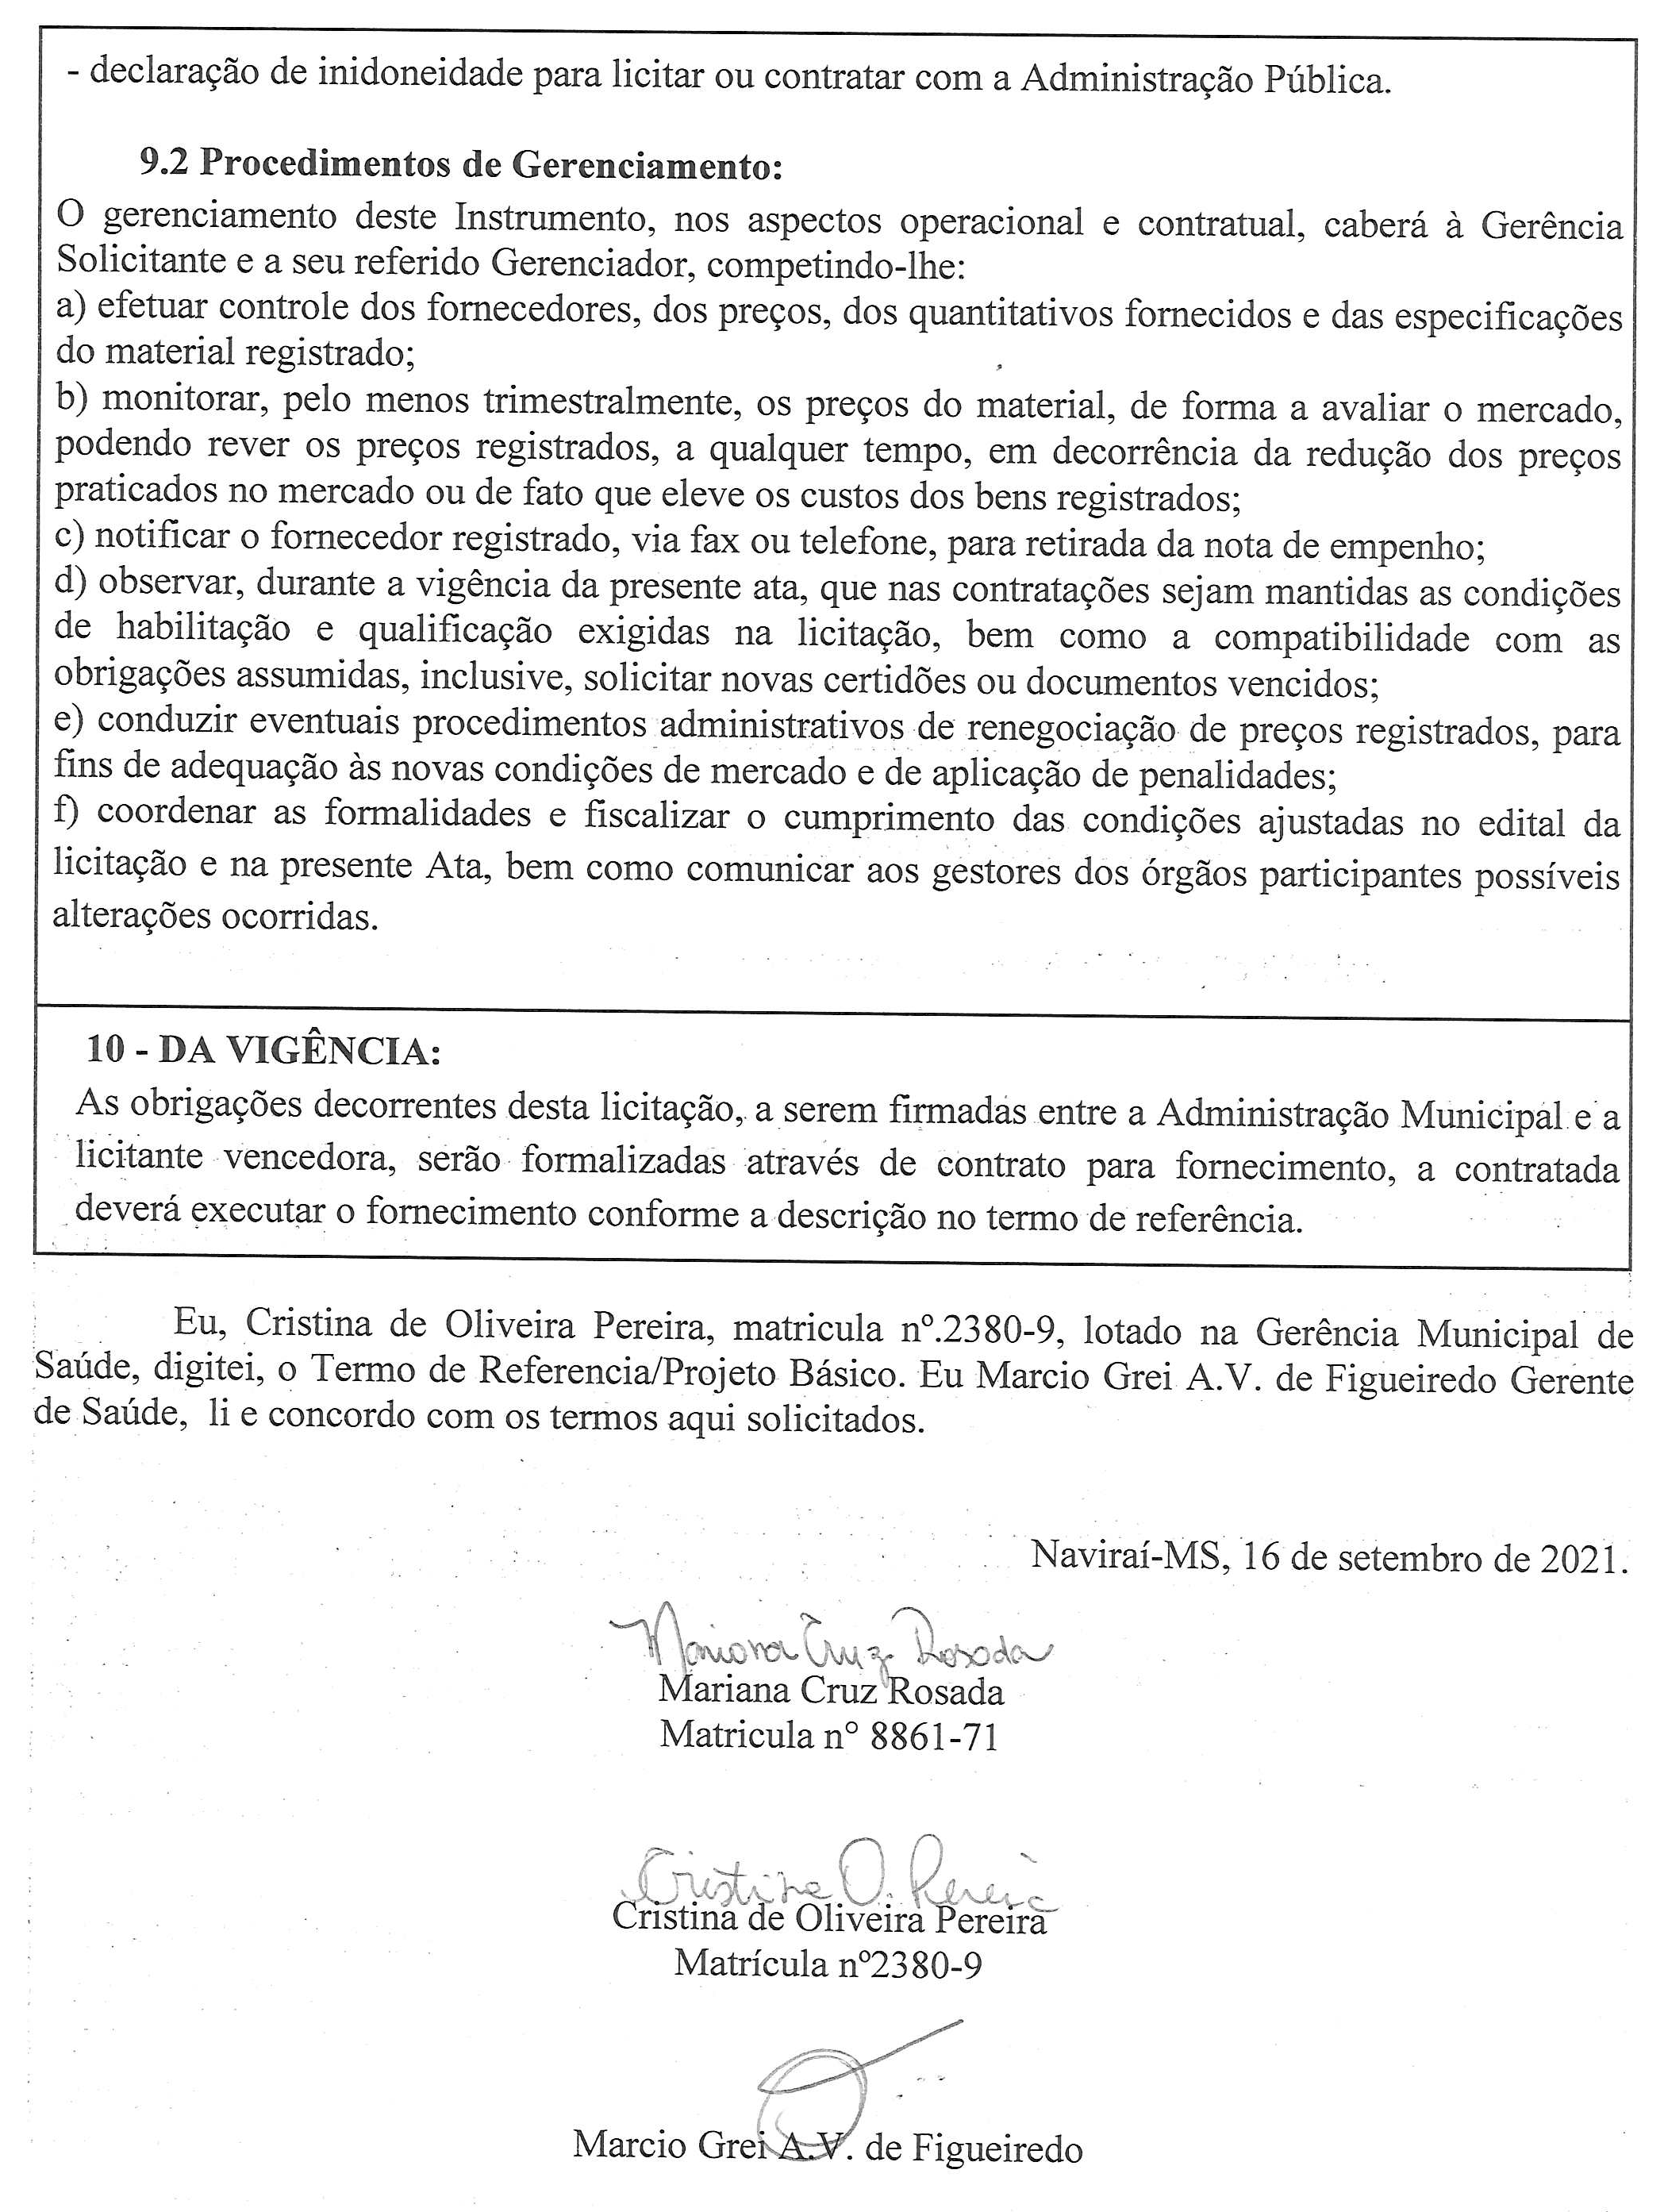 - declaração de inidoneidade para licitar ou contratar com a Administração Pública.
9.2 Procedimentos de Gerenciamento:
O gerenciamento deste Instrumento, nos aspectos operacional e contratual, caberá à Gerência
Solicitante e a seu referido Gerenciador, competindo-lhe:
a) efetuar controle dos fornecedores, dos preços, dos quantitativos fornecidos e das especificações
do material registrado;
b) monitorar, pelo menos trimestralmente, os preços do material, de forma a avaliar o mercado,
podendo rever os preços registrados, a qualquer tempo, em decorrência da redução dos preços
praticados no mercado ou de fato que eleve os custos dos bens registrados;
c) notificar o fornecedor registrado, via fax ou telefone, para retirada da nota de empenho;
d) observar, durante a vigência da presente ata, que nas contratações sejam mantidas as condições
de habilitação e qualificação exigidas na licitação, bem como a compatibilidade com as
obrigações assumidas, inclusive, solicitar novas certidões ou documentos vencidos;
e) conduzir eventuais procedimentos administrativos de renegociação de preços registrados, para
fins de adequação às novas condições de mercado e de aplicação de penalidades;
f) coordenar as formalidades e fiscalizar o cumprimento das condições ajustadas no edital da
licitação e na presente Ata, bem como comunicar aos gestores dos órgãos participantes possíveis
alterações ocorridas.
10 - DA VIGÊNCIA:
As obrigações decorrentes desta licitação, a serem firmadas entre a Administração Municipal e a
licitante vencedora, serão formalizadas através de contrato para fornecimento, a contratada
deverá executar o fornecimento conforme a descrição no termo de referência.
Eu, Cristina de Oliveira Pereira, matricula nº.2380-9, lotado na Gerência Municipal de
Saúde, digitei, o Termo de Referencia/Projeto Básico. Eu Marcio Grei A.V. de Figueiredo Gerente
de Saúde, li e concordo com os termos aqui solicitados.
Naviraí-MS, 16 de setembro de 2021.
Mariana Cruz Rosada
Mariana Cruz Rosada
Matricula n° 8861-71
Cristina O. Pereira
Cristina de Oliveira Pereira
Matrícula nº2380-9
Marcio Grei A.V. de Figueiredo